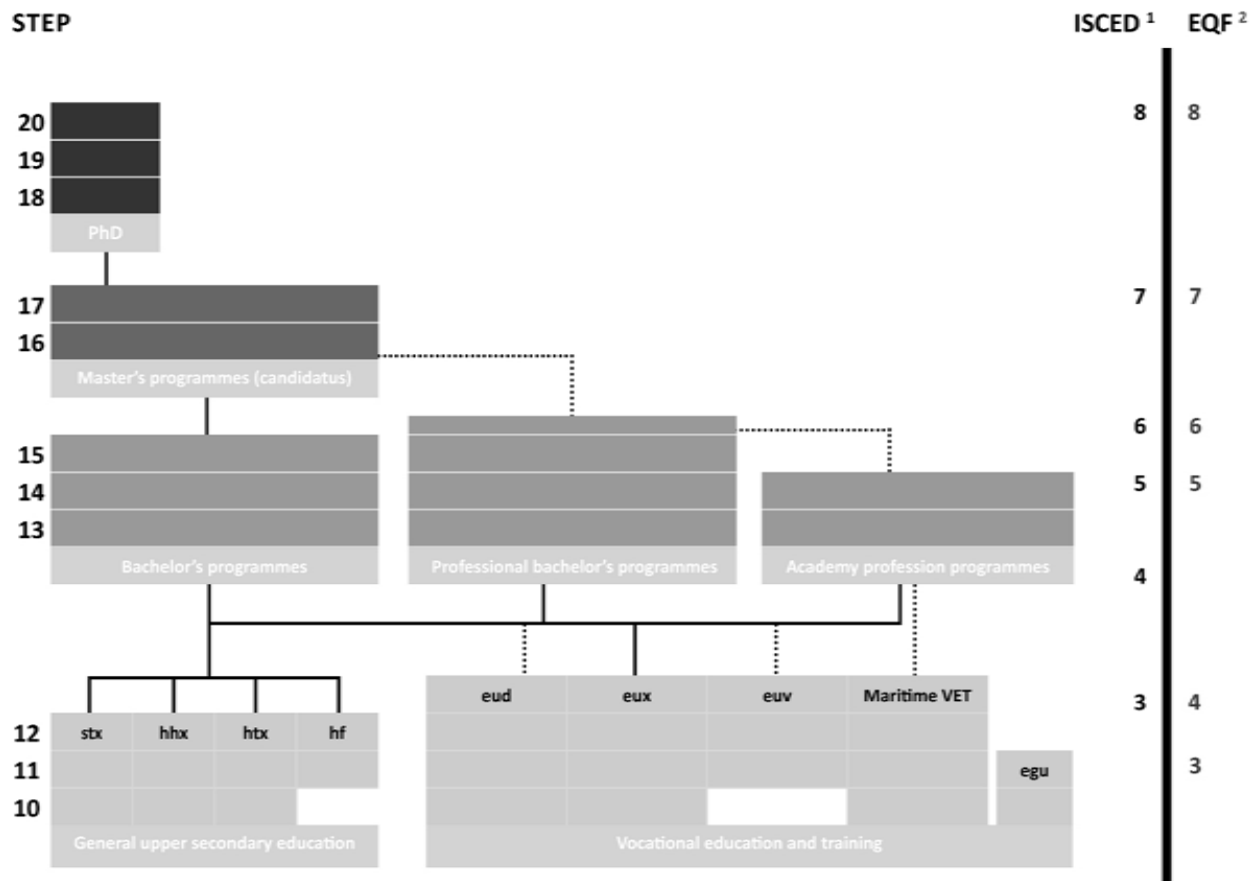 STEP ISCED 1 EQF 2
20 8 8
19
18
PhD
17 7 7
16
Master's programmes (candidatus)
6 6
15
14 5 5
13
Bachelor's programmes Professional bachelor's programmes Academy profession programmes
4
eud eux euv Maritime VET 3 4
12 stx hhx htx hf
11 egu 3
10
General upper secondary education Vocational education and training